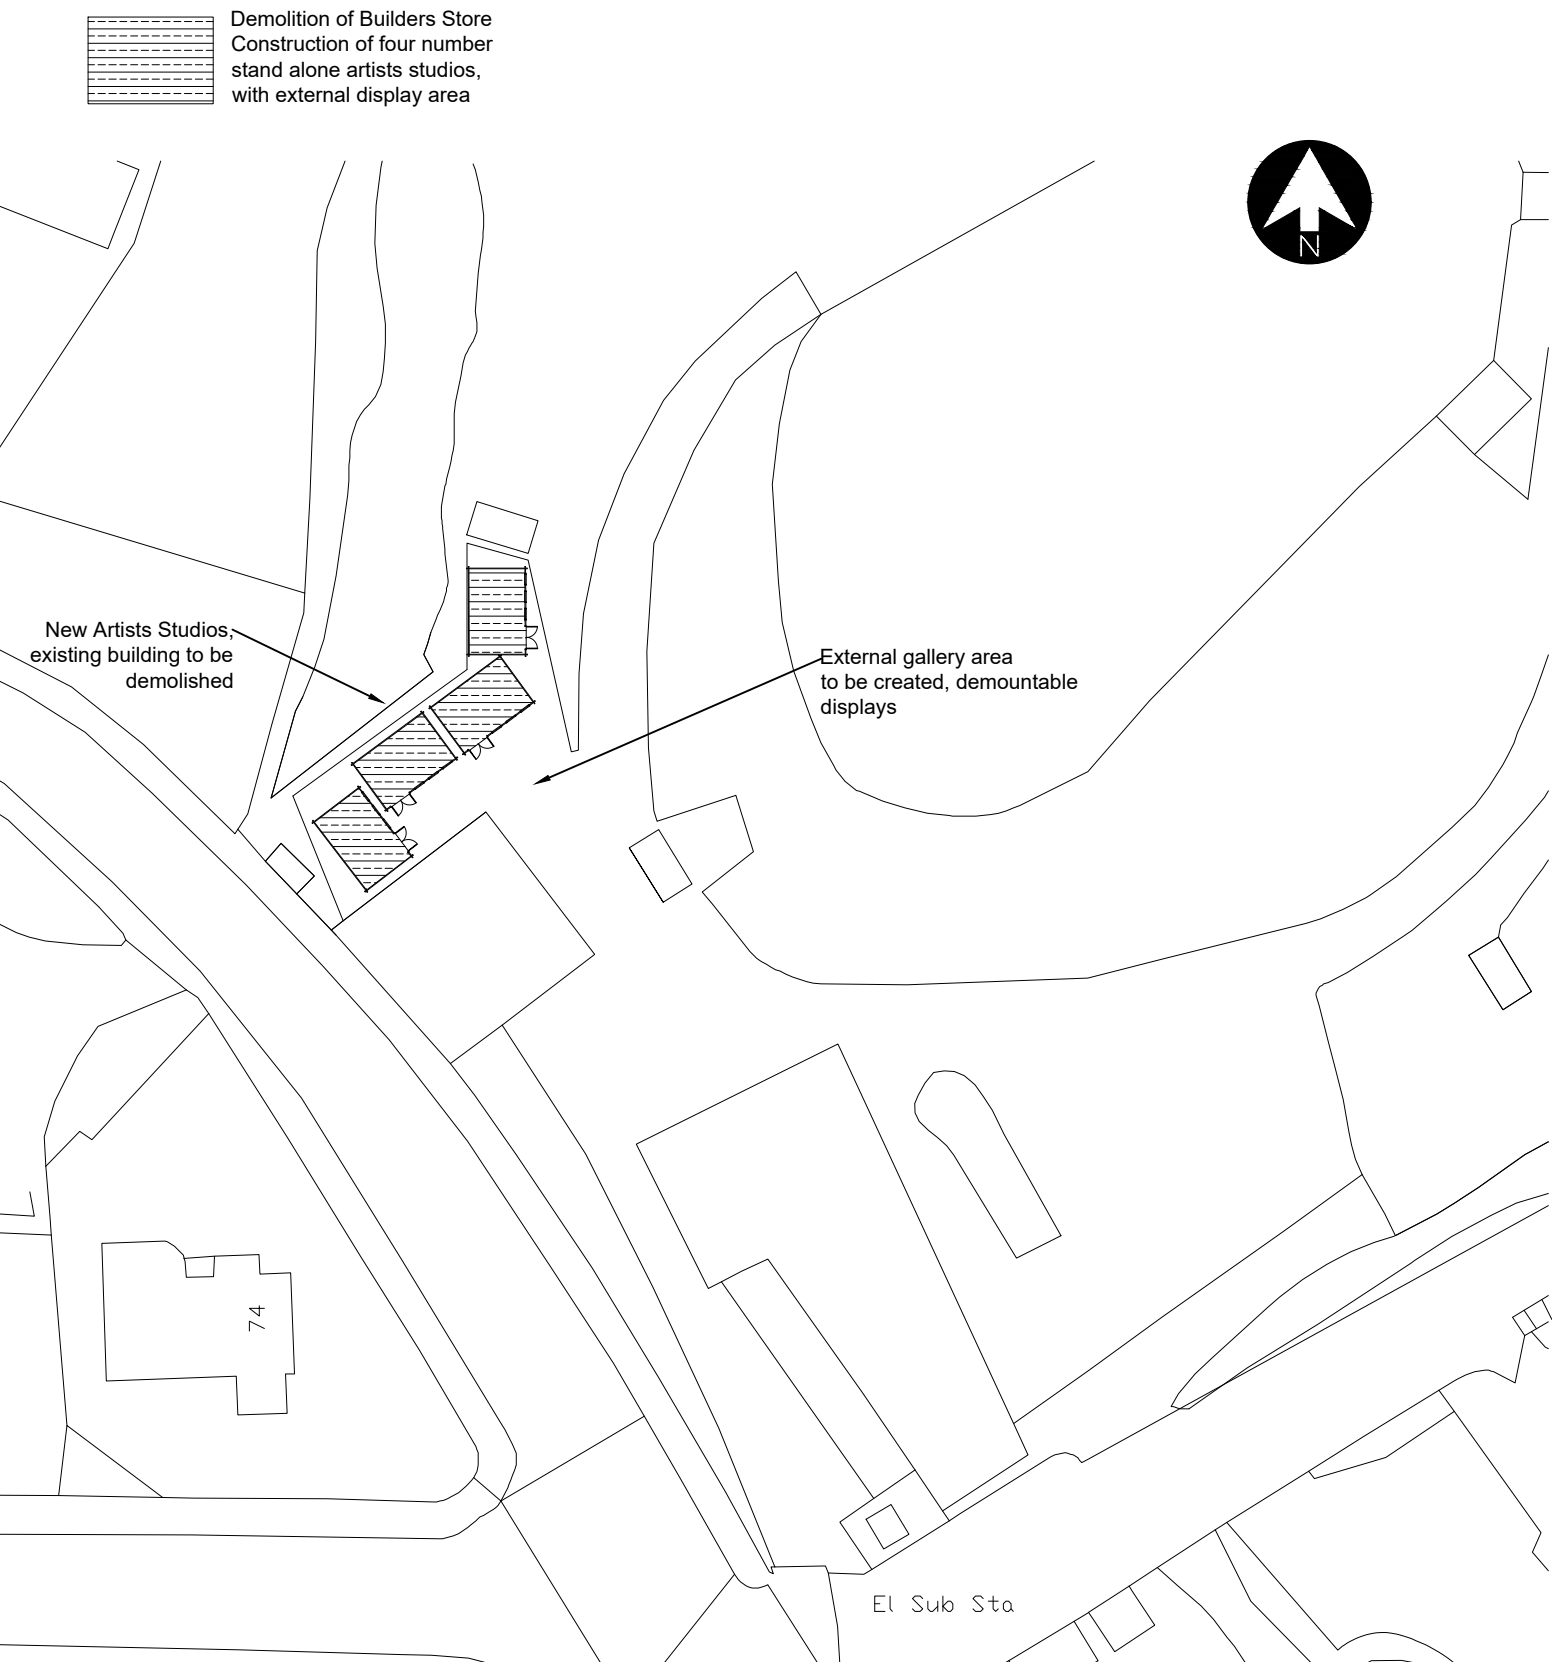 Demolition of Builders Store
Construction of four number
stand alone artists studios,
with external display area
N
New Artists Studios,
existing building to be
demolished
External gallery area
to be created, demountable
displays
74
El Sub Sta